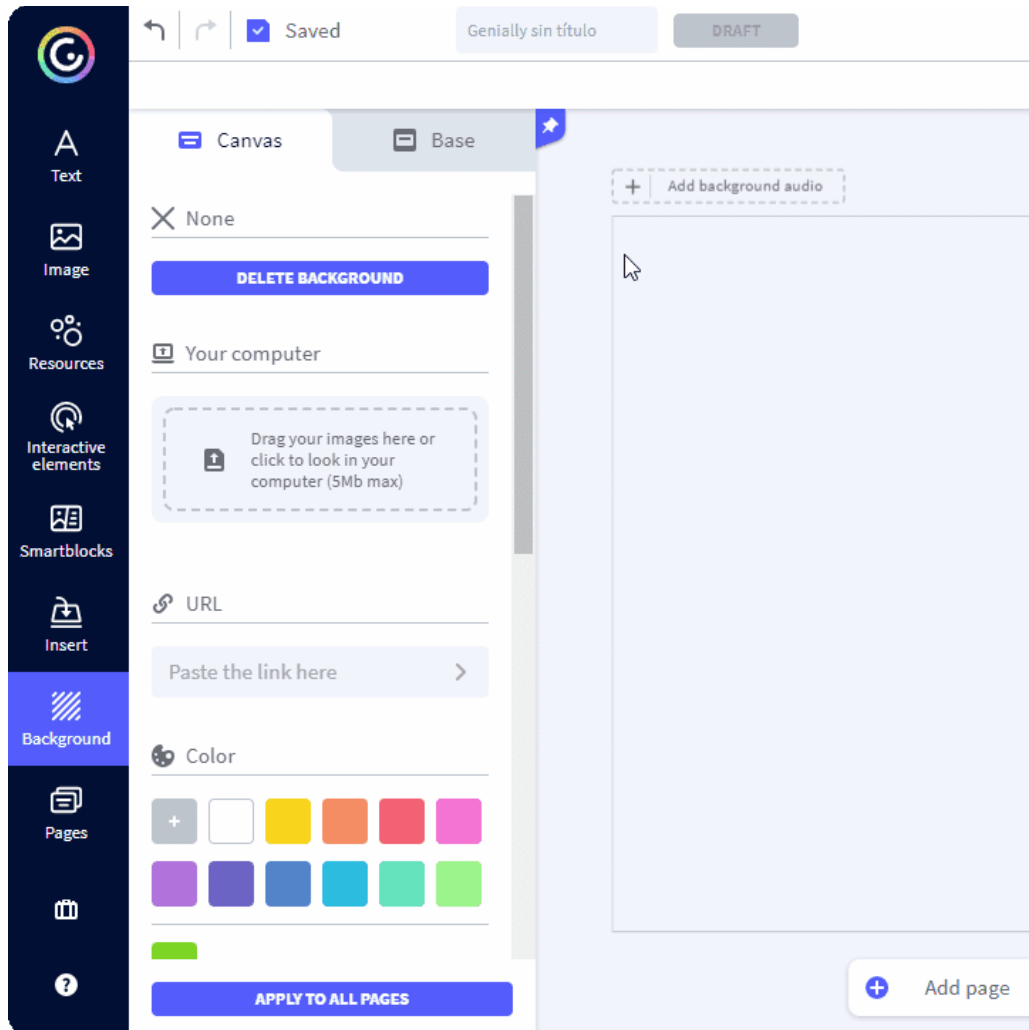 Saved
Genially sin título
DRAFT
Text
Image
Resources
Interactive
elements
Smartblocks
Insert
Background
Pages
Canvas
Base
None
DELETE BACKGROUND
Your computer
Drag your images here or
click to look in your
computer (5Mb max)
URL
Paste the link here
Color
APPLY TO ALL PAGES
Add background audio
Add page